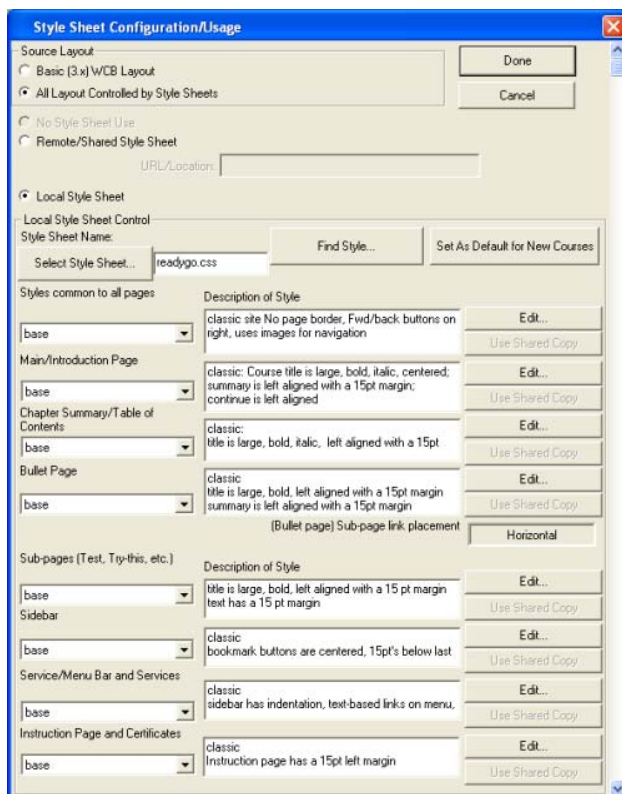 Style Sheet Configuration/Usage
Source Layout
Basic (3.x) WCB Layout
All Layout Controlled by Style Sheets
Done
Cancel
No Style Sheet Use
Remote/Shared Style Sheet
URL/Location:
Local Style Sheet
Local Style Sheet Control
Style Sheet Name:
Select Style Sheet...
readygo.css
Find Style...
Set As Default for New Courses
Styles common to all pages
Description of Style
base
classic site No page border, Fwd/back buttons on
right, uses images for navigation
Edit...
Use Shared Copy
Main/Introduction Page
base
classic: Course title is large, bold, italic, centered;
summary is left aligned with a 15pt margin;
continue is left aligned
Edit...
Use Shared Copy
Chapter Summary/Table of
Contents
base
classic:
title is large, bold, italic, left aligned with a 15pt
Edit...
Use Shared Copy
Bullet Page
base
classic
title is large, bold, left aligned with a 15pt margin
summary is left aligned with a 15pt margin
Edit...
Use Shared Copy
(Bullet page) Sub-page link placement
Horizontal
Sub-pages (Test, Try-this, etc.)
Description of Style
base
title is large, bold, left aligned with a 15 pt margin
text has a 15 pt margin
Edit...
Use Shared Copy
Sidebar
base
classic
bookmark buttons are centered, 15pt's below last
Edit...
Use Shared Copy
Service/Menu Bar and Services
base
classic
sidebar has indentation, text-based links on menu,
Edit...
Use Shared Copy
Instruction Page and Certificates
base
classic
Instruction page has a 15pt left margin
Edit...
Use Shared Copy